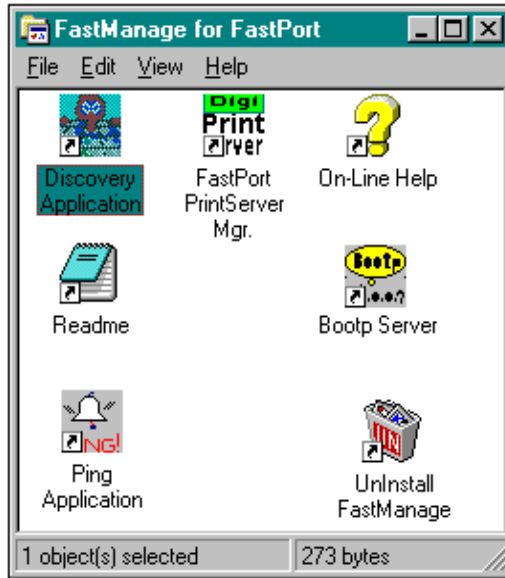 FastManage for FastPort
File Edit View Help
Digi
Print
rver
Discovery
Application
FastPort
PrintServer
Mgr.
On-Line Help
Readme
Bootp
.o.o.?
Bootp Server
NG!
Ping
Application
UN
UnInstall
FastManage
1 object(s) selected
273 bytes